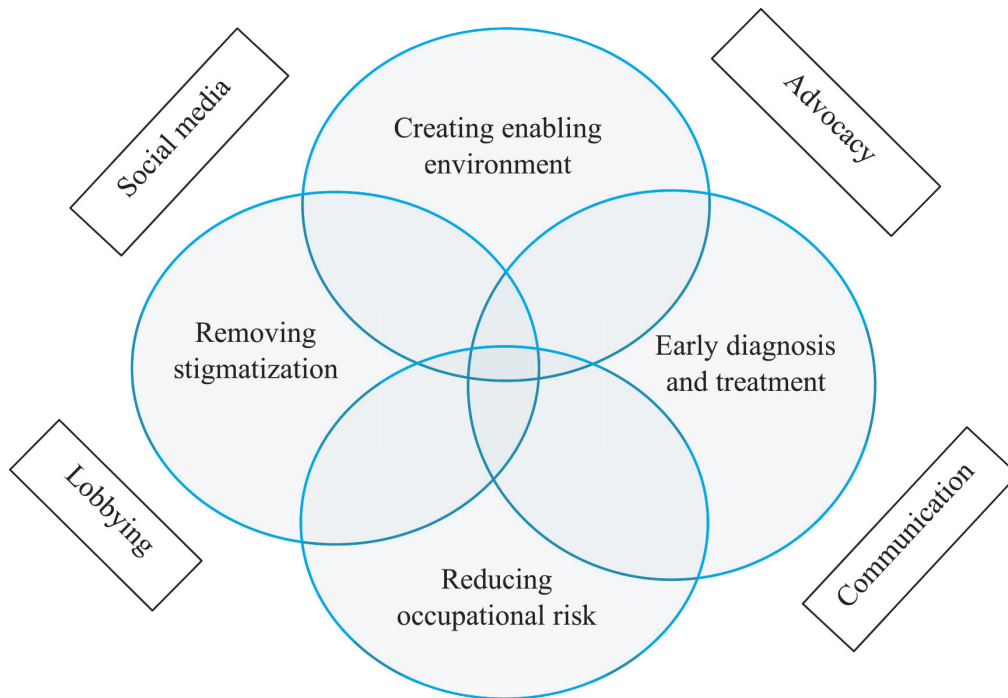 Social media
Advocacy
Creating enabling
environment
Removing
stigmatization
Early diagnosis
and treatment
Lobbying
Communication
Reducing
occupational risk